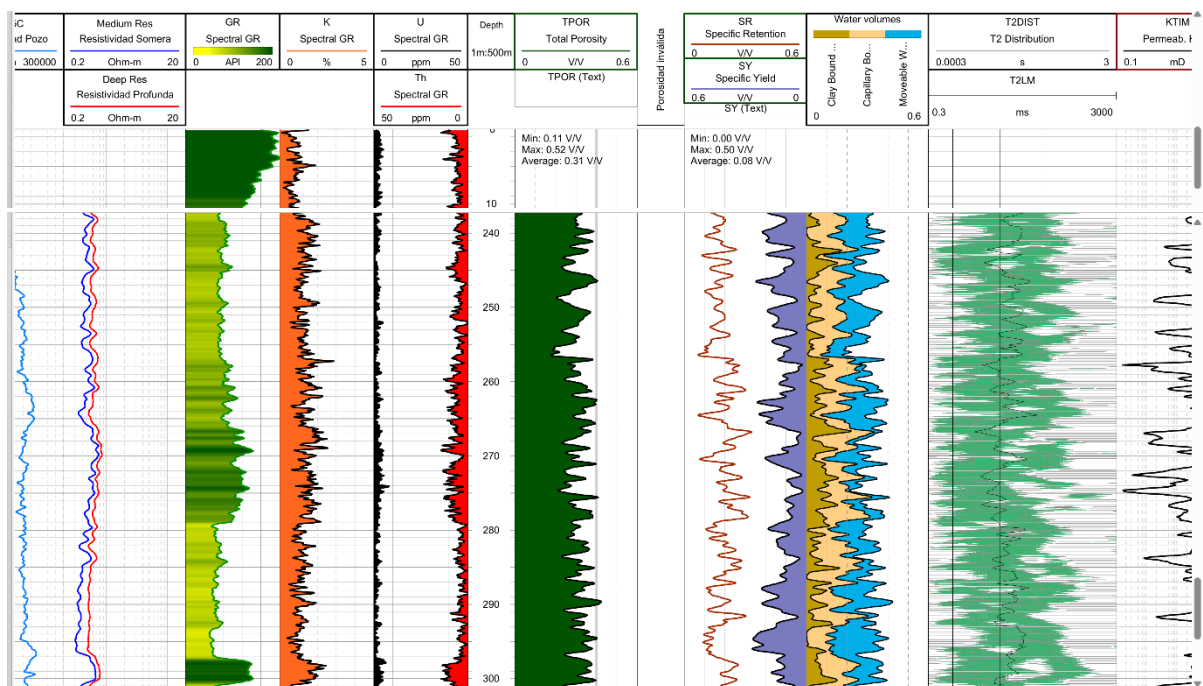 SC
ad Pozo
300000
Medium Res
Resistividad Somera
0.2 Ohm-m 20
Deep Res
Resistividad Profunda
0.2 Ohm-m 20
GR
Spectral GR
0 API 200
K
Spectral GR
0 % 5
U
Spectral GR
0 ppm 50
Th
Spectral GR
50 ppm 0
Depth
1m:500m
TPOR
Total Porosity
0 V/V 0.6
TPOR (Text)
Porosidad invalida
SR
Specific Retention
0 V/V 0.6
SY
Specific Yield
0.6 V/V 0
SY (Text)
Water volumes
Clay Bound ...
Capillary Bo...
Moveable W...
0 0.6
T2DIST
T2 Distribution
0.0003 s 3
T2LM
0.3 ms 3000
KTIM
Permeab.
0.1 mD
Min: 0.11 V/V
Max: 0.52 V/V
Average: 0.31 V/V
Min: 0.00 V/V
Max: 0.50 V/V
Average: 0.08 V/V
10
240
250
260
270
280
290
300